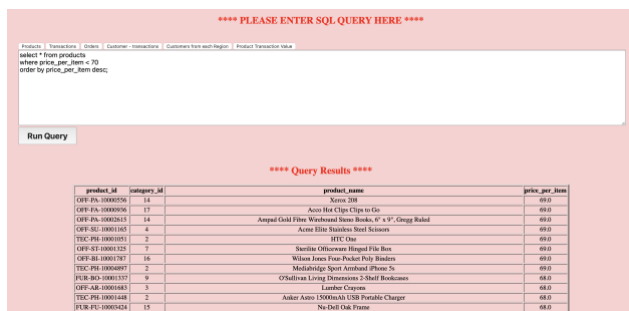 **** PLEASE ENTER SQL QUERY HERE ****
Products Transactions Orders Customer - transactions Customers from each Region Product Transaction Value
select * from products
where price_per_item < 70
order by price_per_item desc;
Run Query
**** Query Results ****
product_id category_id product_name price_per_item
OFF-PA-10000556 14 Xerox 208 69.0
OFF-FA-10000936 17 Acco Hot Clips Clips to Go 69.0
OFF-PA-10002615 14 Ampad Gold Fibre Wirebound Steno Books, 6" x 9", Gregg Ruled 69.0
OFF-SU-10001165 4 Acme Elite Stainless Steel Scissors 69.0
TEC-PH-10001051 2 HTC One 69.0
OFF-ST-10001325 7 Sterilite Officeware Hinged File Box 69.0
OFF-BI-10001787 16 Wilson Jones Four-Pocket Poly Binders 69.0
TEC-PH-10004897 2 Mediabridge Sport Armband iPhone 5s 69.0
FUR-BO-10001337 9 O'Sullivan Living Dimensions 2-Shelf Bookcases 68.0
OFF-AR-10001683 3 Lumber Crayons 68.0
TEC-PH-10001448 2 Anker Astro 15000mAh USB Portable Charger 68.0
FUR-FU-10003424 15 Nu-Dell Oak Frame 68.0